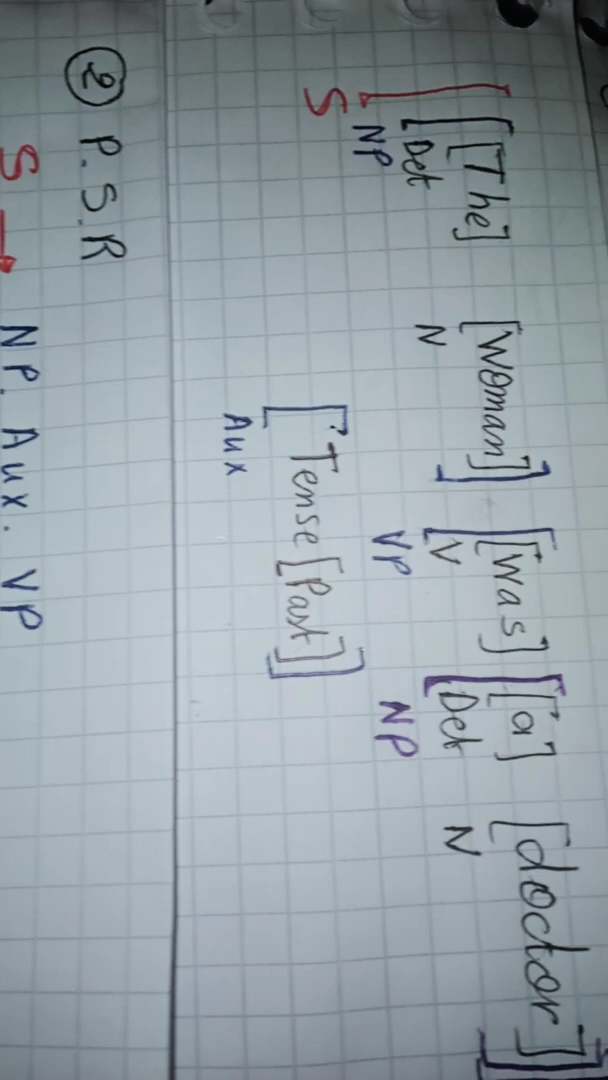 [[[The] [woman]] [[was] [[a] [doctor]]]
S NP Det N VP V NP Det N
[Tense [Past]]
Aux
② P.S.R
S → NP. Aux. VP